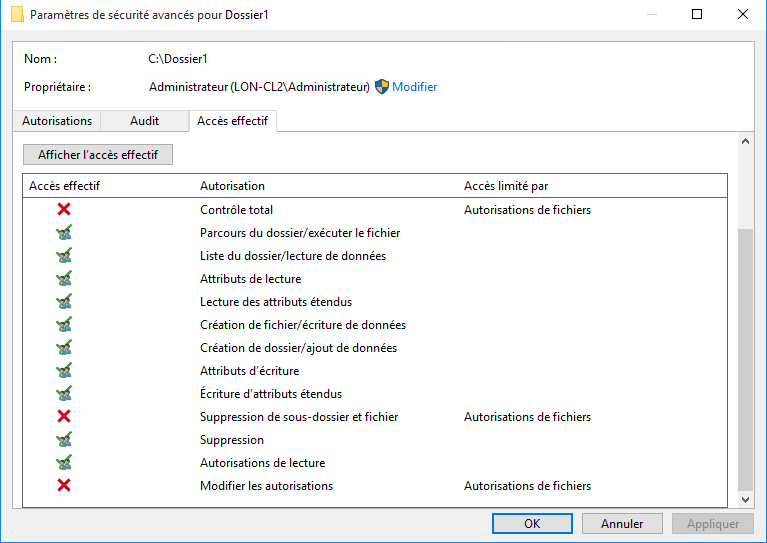 Paramètres de sécurité avancés pour Dossier1
Nom : C:\Dossier1
Propriétaire : Administrateur (LON-CL2\Administrateur) Modifier
Autorisations Audit Accès effectif
Afficher l'accès effectif
Accès effectif Autorisation Accès limité par
Contrôle total Autorisations de fichiers
Parcours du dossier/exécuter le fichier
Liste du dossier/lecture de données
Attributs de lecture
Lecture des attributs étendus
Création de fichier/écriture de données
Création de dossier/ajout de données
Attributs d'écriture
Écriture d'attributs étendus
Suppression de sous-dossier et fichier Autorisations de fichiers
Suppression
Autorisations de lecture
Modifier les autorisations Autorisations de fichiers
OK Annuler Appliquer